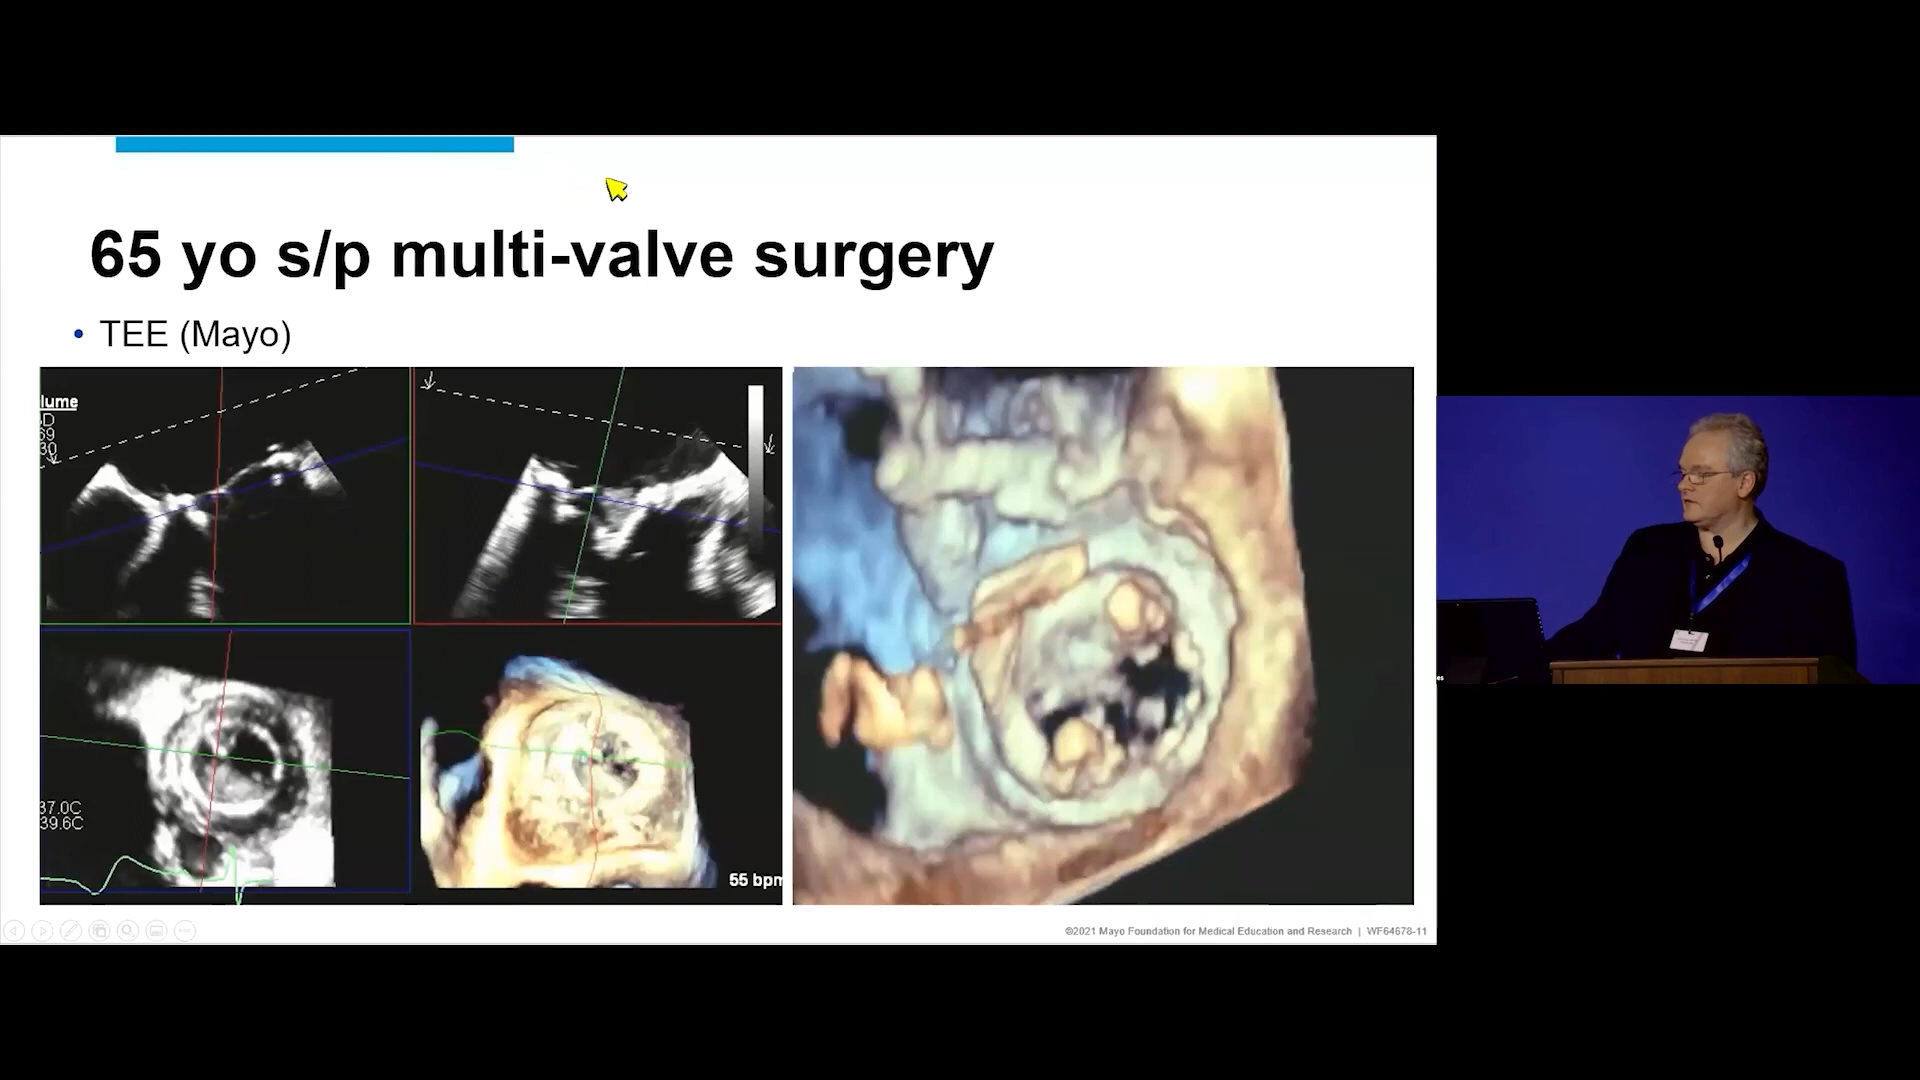 65 yo s/p multi-valve surgery
• TEE (Mayo)
lume
D
69
30
37.0C
39.6C
55 bpm
©2021 Mayo Foundation for Medical Education and Research | WF64678-11
es